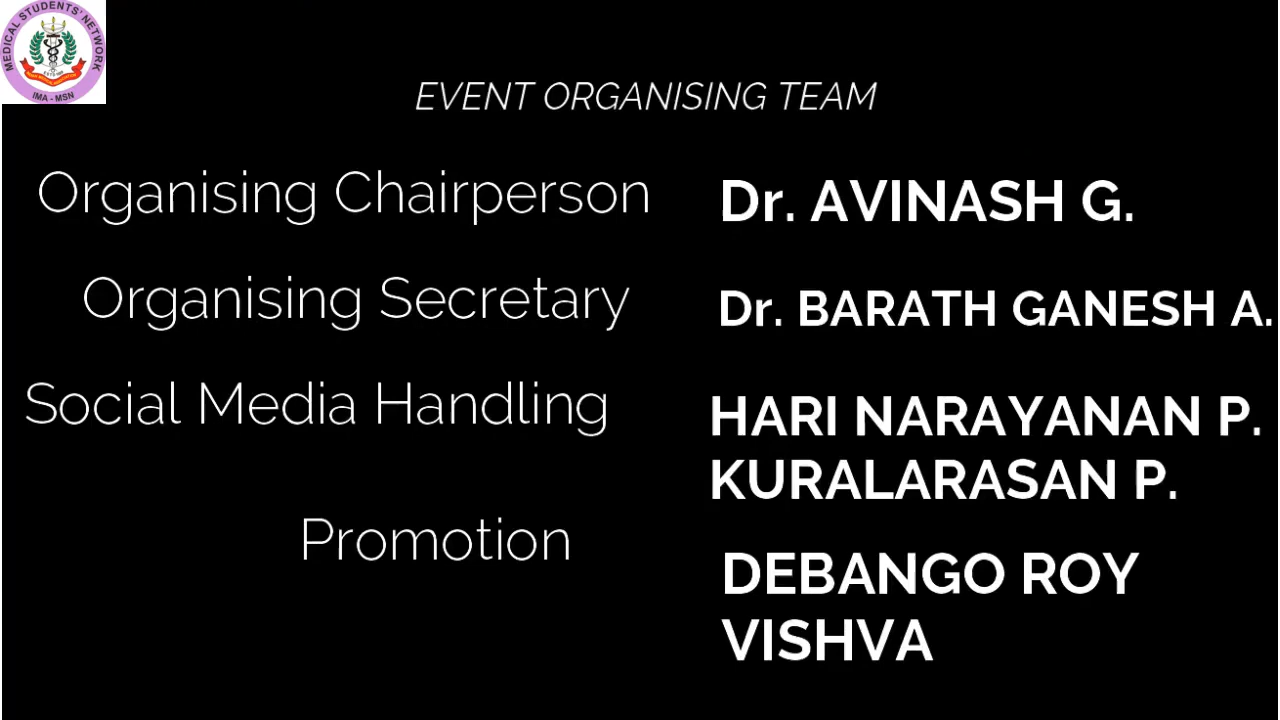 MEDICAL STUDENTS' NETWORK
IMA - MSN
EVENT ORGANISING TEAM
Organising Chairperson Dr. AVINASH G.
Organising Secretary Dr. BARATH GANESH A.
Social Media Handling HARI NARAYANAN P.
KURALARASAN P.
Promotion
DEBANGO ROY
VISHVA